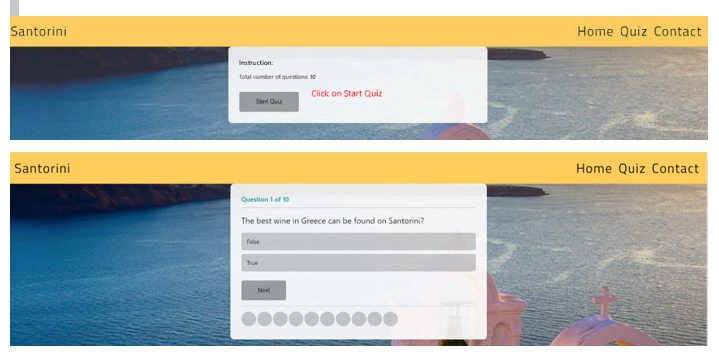 Santorini
Home Quiz Contact
Instruction:
Total number of questions: 10
Start Quiz
Click on Start Quiz
Santorini
Home Quiz Contact
Question 1 of 10
The best wine in Greece can be found on Santorini?
False
True
Next